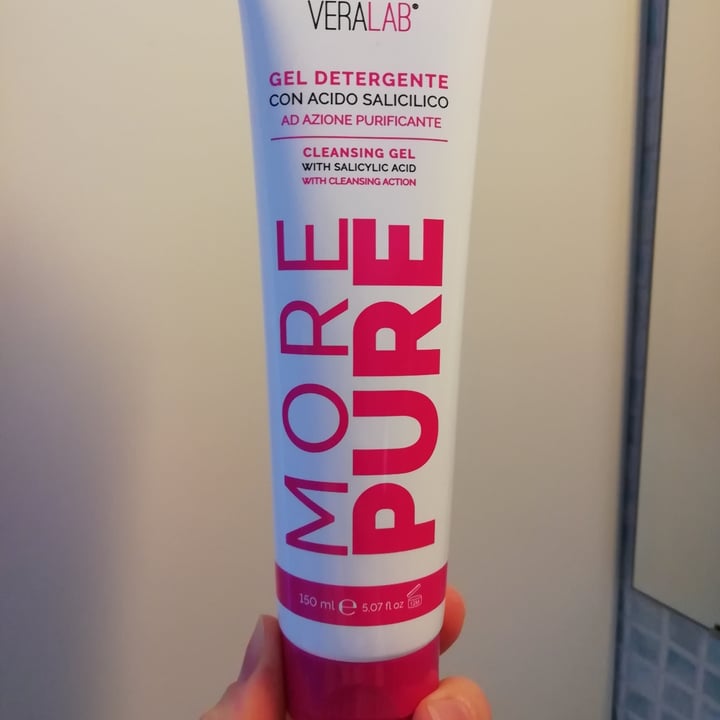 VERALAB®
GEL DETERGENTE
CON ACIDO SALICILICO
AD AZIONE PURIFICANTE
CLEANSING GEL
WITH SALICYLIC ACID
WITH CLEANSING ACTION
MORE
PURE
150 ml ℮ 5.07 fl oz 12M